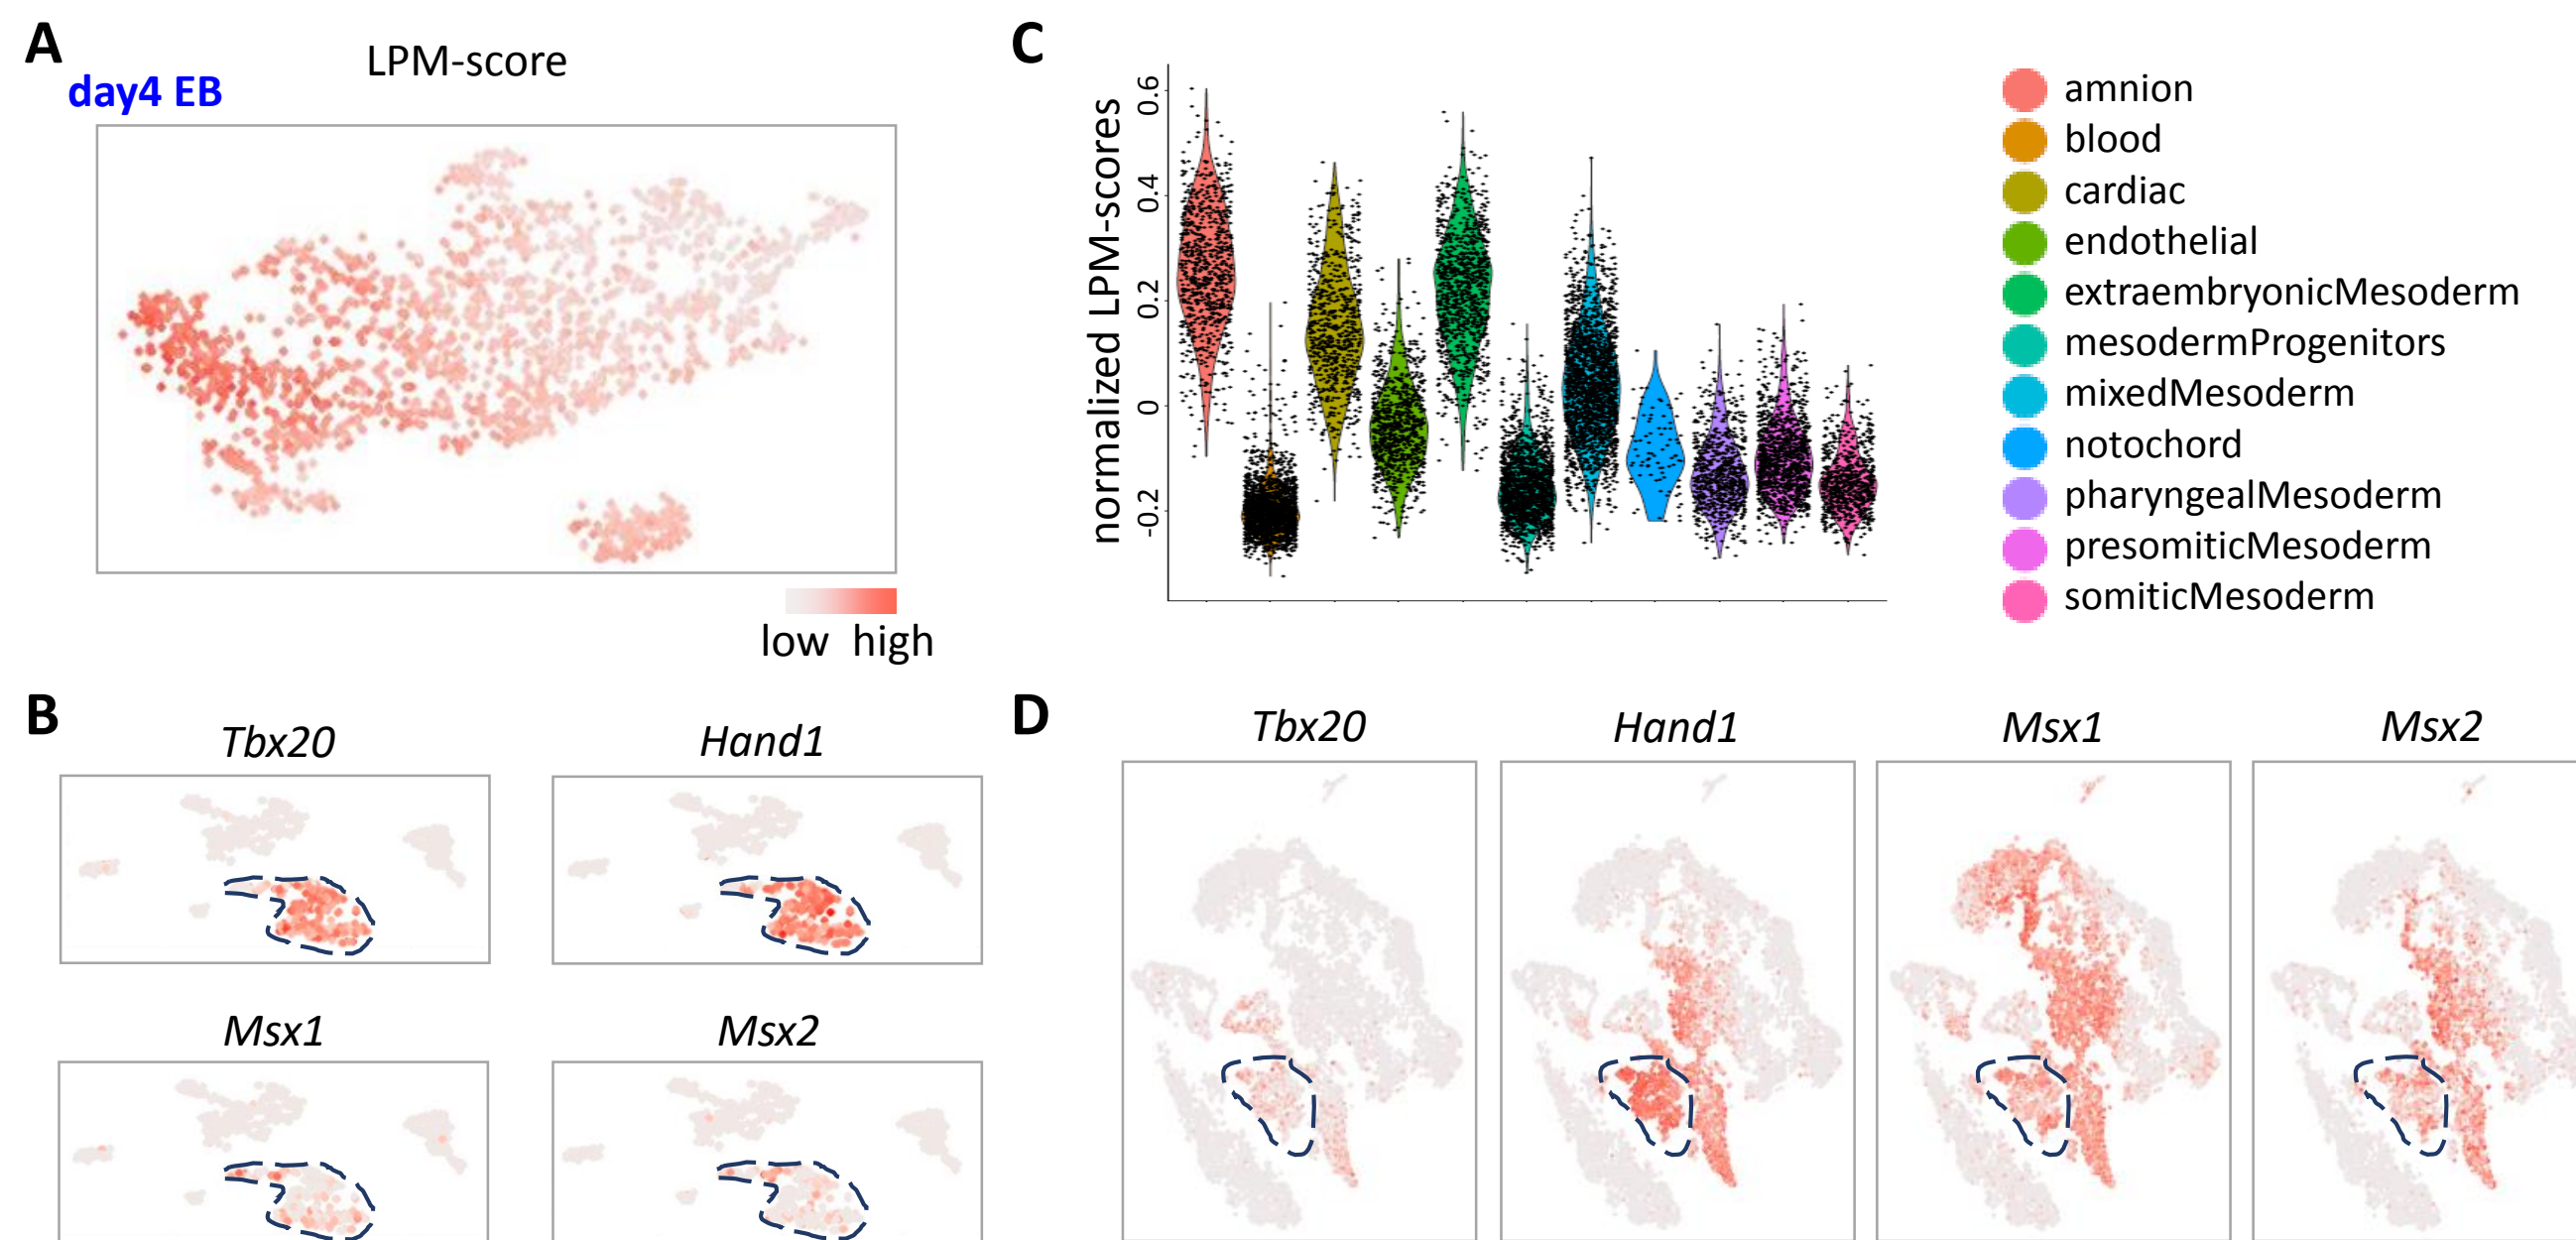 A
LPM-score
day4 EB
low high
B
Tbx20
Hand1
Msx1
Msx2
C
normalized LPM-scores
0.6
0.4
0.2
0
-0.2
amnion
blood
cardiac
endothelial
extraembryonicMesoderm
mesodermProgenitors
mixedMesoderm
notochord
pharyngealMesoderm
presomiticMesoderm
somiticMesoderm
D
Tbx20
Hand1
Msx1
Msx2